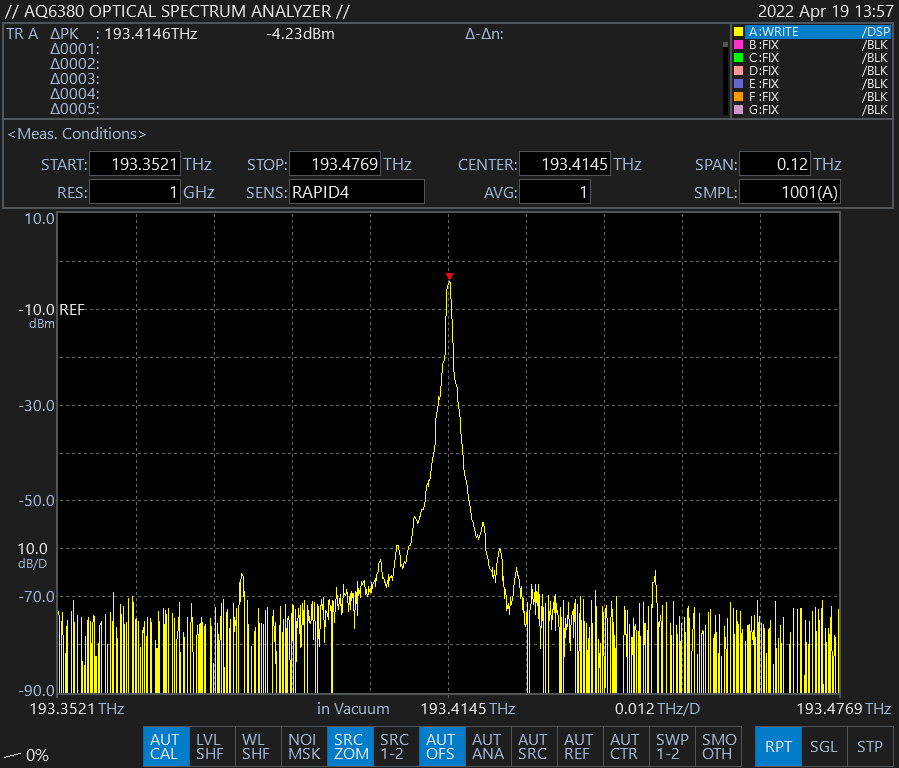 // AQ6380 OPTICAL SPECTRUM ANALYZER // 2022 Apr 19 13:57
TR A ΔPK : 193.4146THz -4.23dBm Δ-Δn:
Δ0001:
Δ0002:
Δ0003:
Δ0004:
Δ0005:
A:WRITE /DSP
B:FIX /BLK
C:FIX /BLK
D:FIX /BLK
E:FIX /BLK
F:FIX /BLK
G:FIX /BLK
<Meas. Conditions>
START: 193.3521 THz STOP: 193.4769 THz CENTER: 193.4145 THz SPAN: 0.12 THz
RES: 1 GHz SENS: RAPID4 AVG: 1 SMPL: 1001(A)
10.0
-10.0 REF
dBm
-30.0
-50.0
10.0
dB/D
-70.0
-90.0
193.3521 THz in Vacuum 193.4145 THz 0.012 THz/D 193.4769 THz
0%
AUT CAL
LVL SHF
WL SHF
NOI MSK
SRC ZOM
SRC 1-2
AUT OFS
AUT ANA
AUT SRC
AUT REF
AUT CTR
SWP 1-2
SMO OTH
RPT
SGL
STP